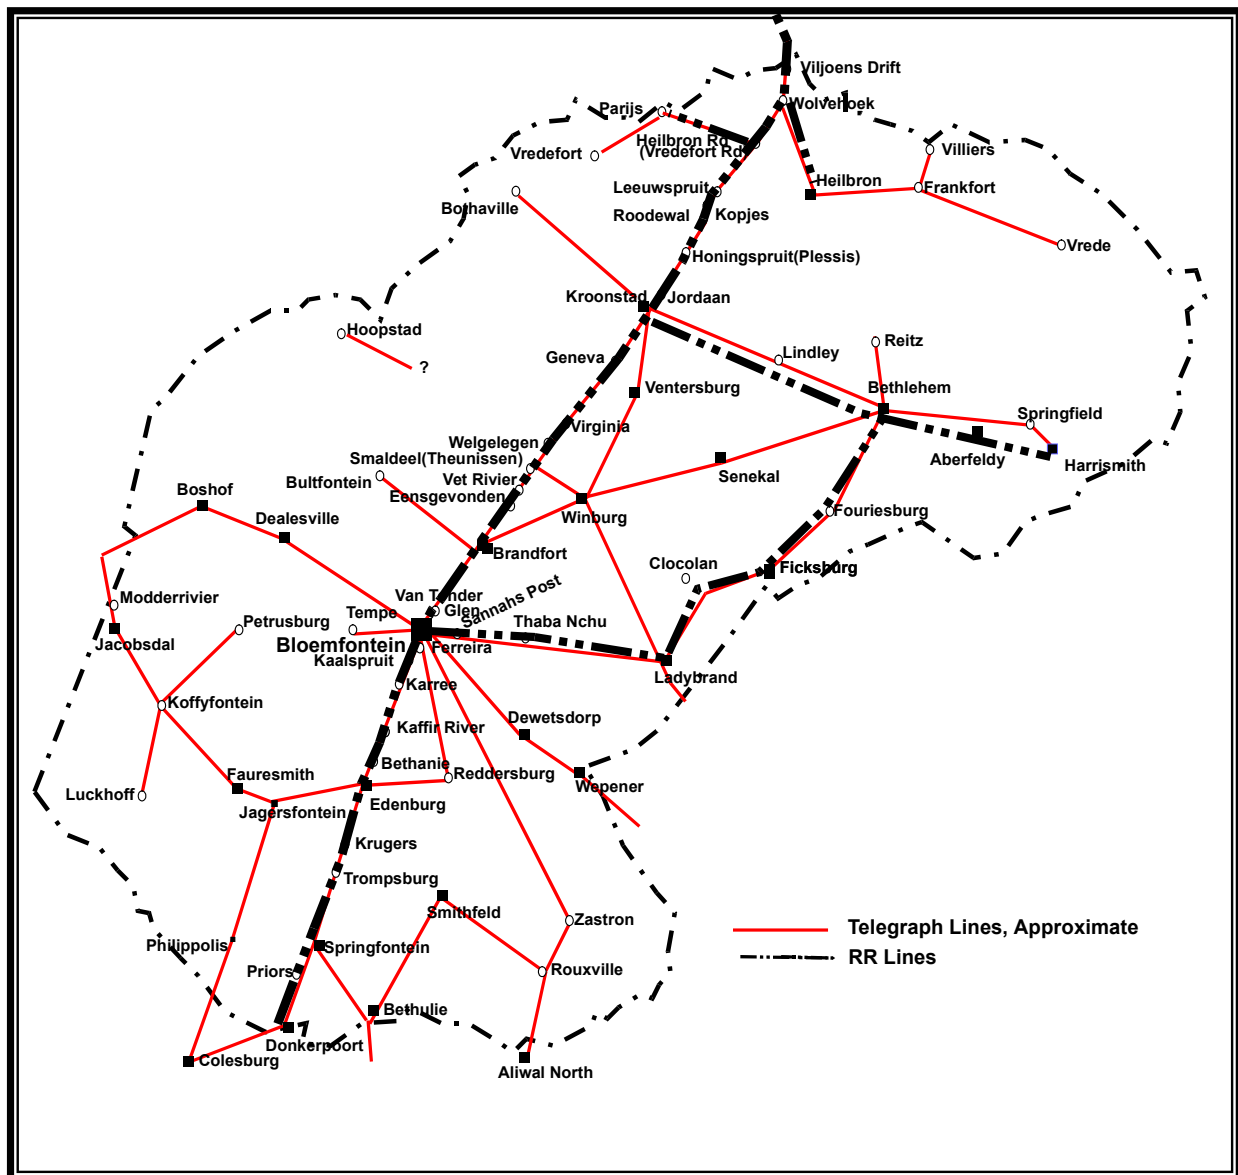 Viljoens Drift
Wolvehoek
Parijs
Heilbron Rd
(Vredefort Rd)
Vredefort
Villiers
Heilbron
Frankfort
Leeuwspruit
Bothaville
Roodewal
Kopjes
Vrede
Honingspruit(Plessis)
Kroonstad
Jordaan
Hoopstad
?
Reitz
Geneva
Lindley
Ventersburg
Bethlehem
Springfield
Virginia
Welgelegen
Aberfeldy
Harrismith
Smaldeel(Theunissen)
Vet Rivier
Senekal
Bultfontein
Eensgevonden
Boshof
Dealesville
Winburg
Fouriesburg
Brandfort
Clocolan
Ficksburg
Modderrivier
Van Tonder
Glen
Sannahs Post
Tempe
Petrusburg
Thaba Nchu
Jacobsdal
Bloemfontein
Ferreira
Kaalspruit
Ladybrand
Karree
Koffyfontein
Dewetsdorp
Kaffir River
Bethanie
Fauresmith
Reddersburg
Wepener
Luckhoff
Jagersfontein
Edenburg
Krugers
Trompsburg
Smithfeld
Zastron
Telegraph Lines, Approximate
Philippolis
Springfontein
RR Lines
Priors
Rouxville
Bethulie
Donkerpoort
Colesburg
Aliwal North